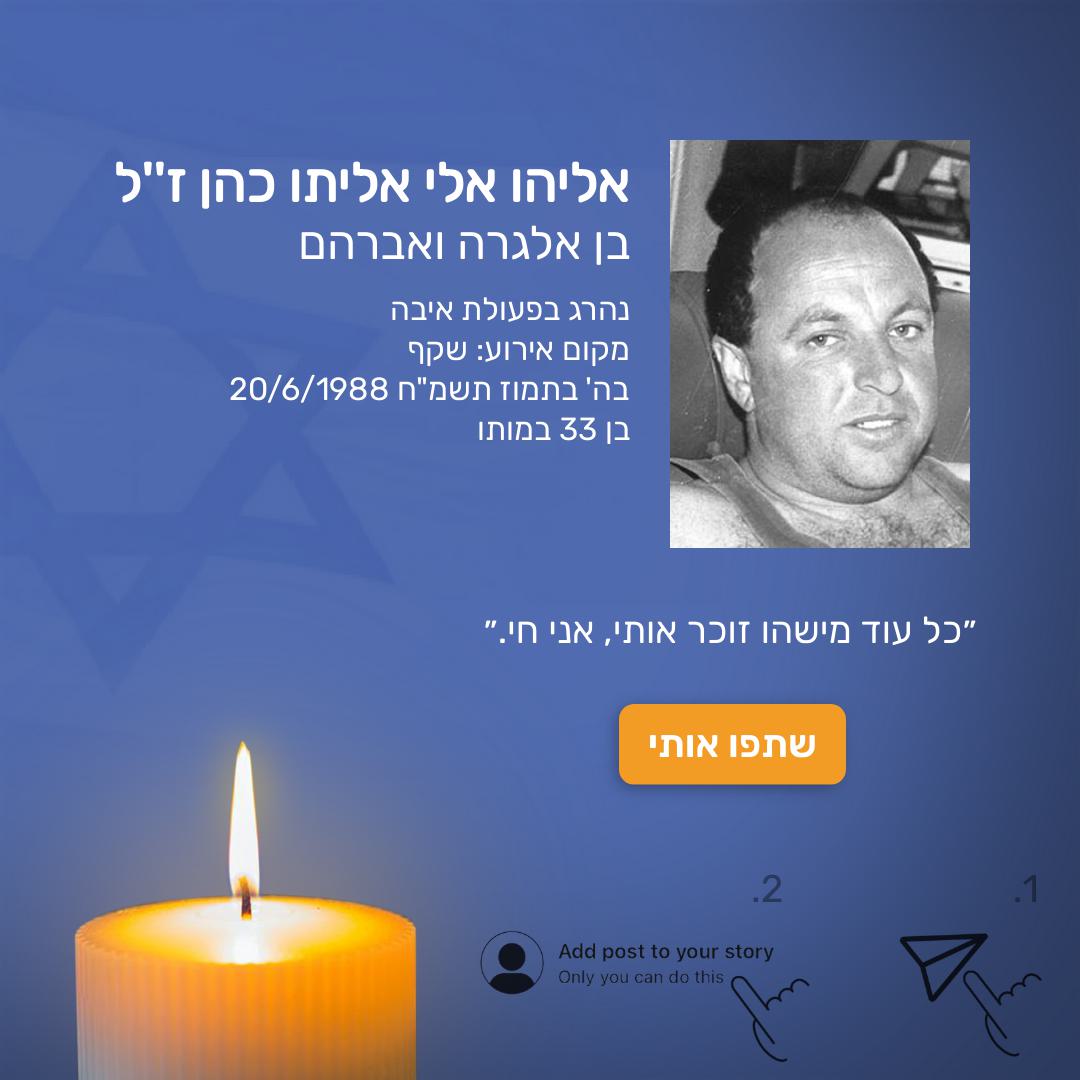 אליהו אלי אליתו כהן ז"ל
בן אלגרה ואברהם
נהרג בפעולת איבה
מקום אירוע: שקף
בה' בתמוז תשמ"ח 20/6/1988
בן 33 במותו
״כל עוד מישהו זוכר אותי, אני חי.״
שתפו אותי
1.
2.
Add post to your story
Only you can do this